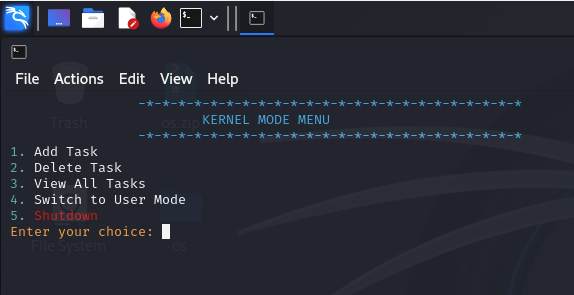 File Actions Edit View Help
-*-*-*-*-*-*-*-*-*-*-*-*-*-*-*-*-*-*-*-*-*-*-*-*
KERNEL MODE MENU
-*-*-*-*-*-*-*-*-*-*-*-*-*-*-*-*-*-*-*-*-*-*-*-*
Trash os.zip
1. Add Task
2. Delete Task
3. View All Tasks
4. Switch to User Mode
5. Shutdown
Enter your choice:
File System os